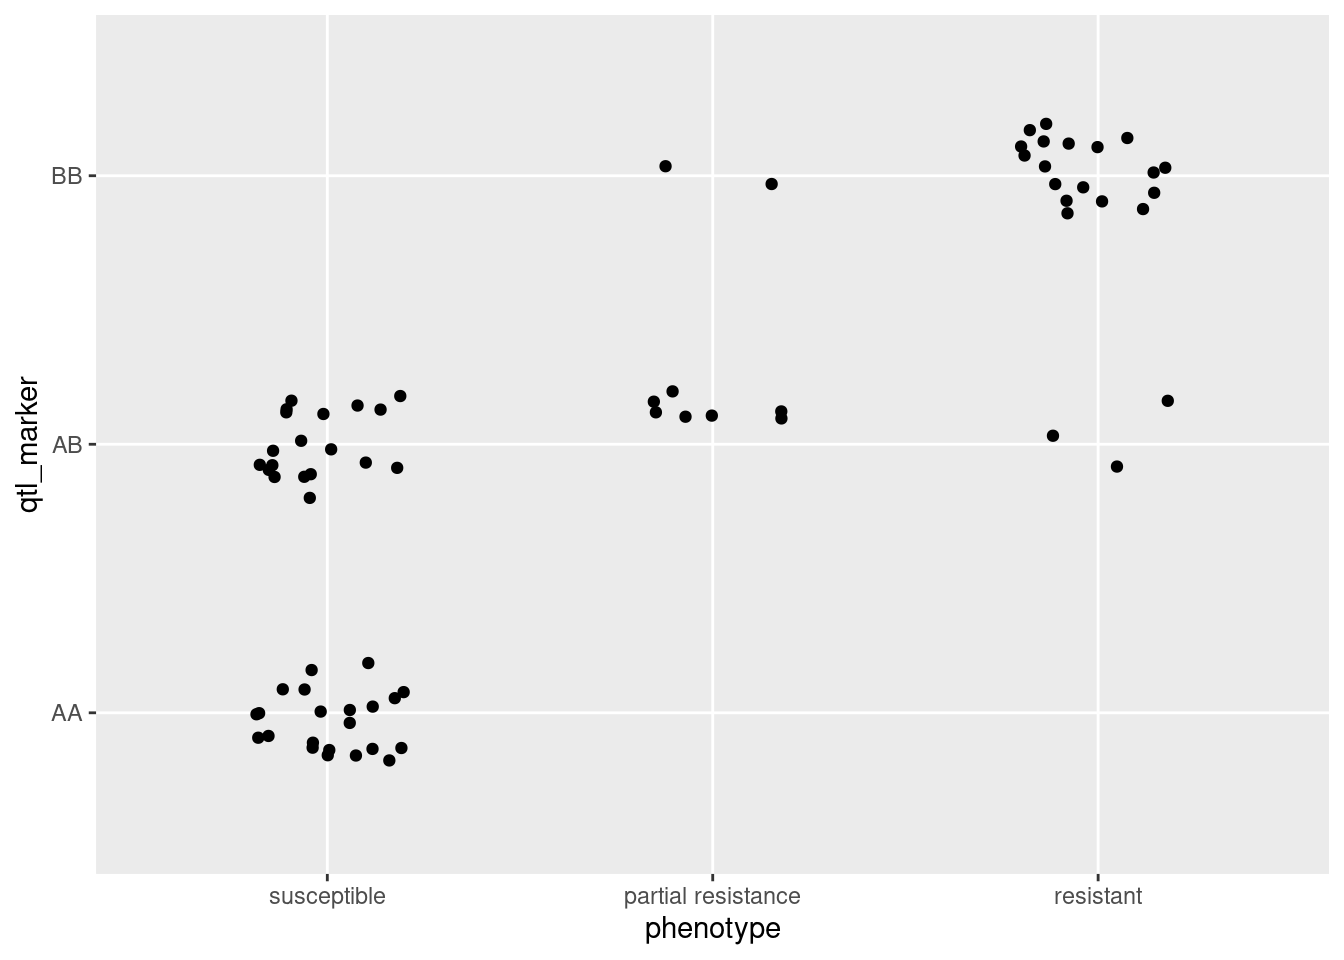 qtl_marker
BB
AB
AA
susceptible
partial resistance
resistant
phenotype